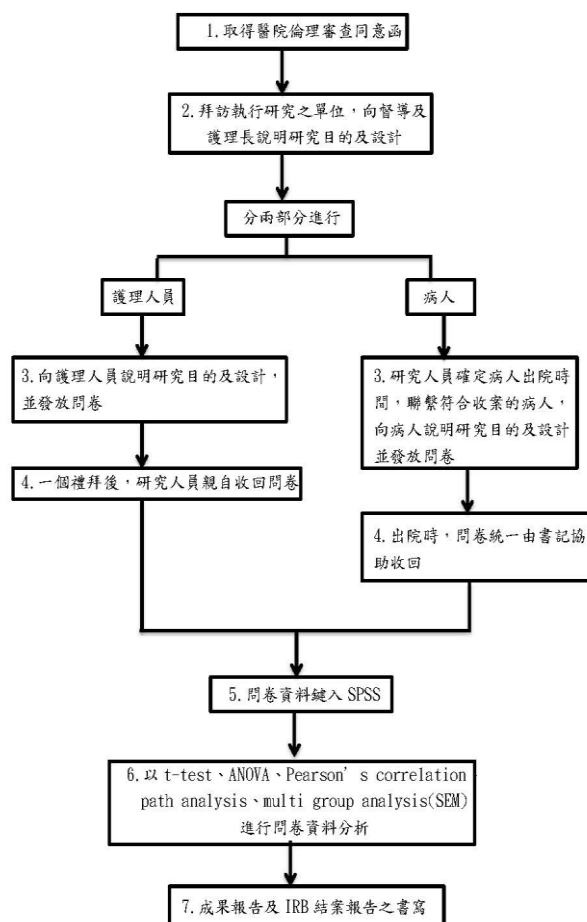 1.取得醫院倫理審查同意函
2.拜訪執行研究之單位，向督導及
護理長說明研究目的及設計
分兩部分進行
護理人員
病人
3.向護理人員說明研究目的及設計，
並發放問卷
4.一個禮拜後，研究人員親自收回問卷
3.研究人員確定病人出院時
間，聯繫符合收案的病人，
向病人說明研究目的及設計
並發放問卷
4.出院時，問卷統一由書記協
助收回
5.問卷資料鍵入 SPSS
6.以 t-test、ANOVA、Pearson’s correlation
path analysis、multi group analysis(SEM)
進行問卷資料分析
7.成果報告及 IRB 結案報告之書寫